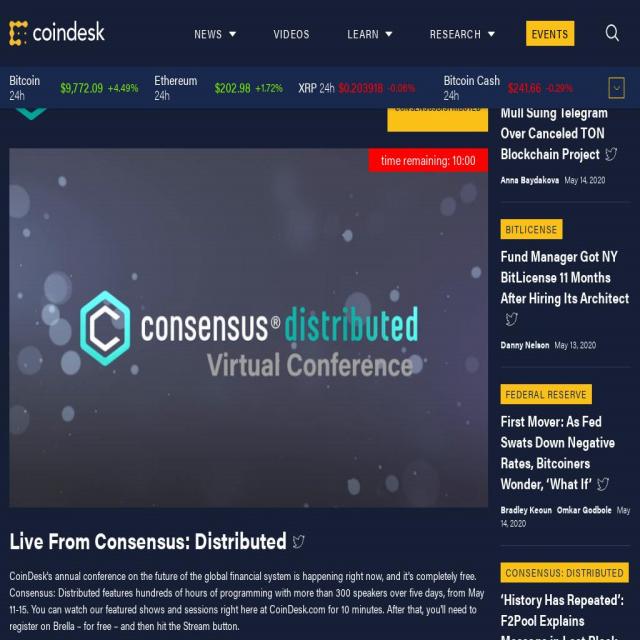 coindesk
NEWS
VIDEOS
LEARN
RESEARCH
EVENTS
Bitcoin
24h
$9,772.09 +4.49%
Ethereum
24h
$202.98 +1.72%
XRP 24h $0.203918 -0.06%
Bitcoin Cash
24h
$241.66 -0.29%
time remaining: 10:00
consensus® distributed
Virtual Conference
Live From Consensus: Distributed
CoinDesk's annual conference on the future of the global financial system is happening right now, and it's completely free.
Consensus: Distributed features hundreds of hours of programming with more than 300 speakers over five days, from May
11-15. You can watch our featured shows and sessions right here at CoinDesk.com for 10 minutes. After that, you'll need to
register on Brella – for free – and then hit the Stream button.
Mull Suing Telegram
Over Canceled TON
Blockchain Project
Anna Baydakova May 14, 2020
BITLICENSE
Fund Manager Got NY
BitLicense 11 Months
After Hiring Its Architect
Danny Nelson May 13, 2020
FEDERAL RESERVE
First Mover: As Fed
Swats Down Negative
Rates, Bitcoiners
Wonder, ‘What If’
Bradley Keoun Omkar Godbole May
14, 2020
CONSENSUS: DISTRIBUTED
‘History Has Repeated’:
F2Pool Explains